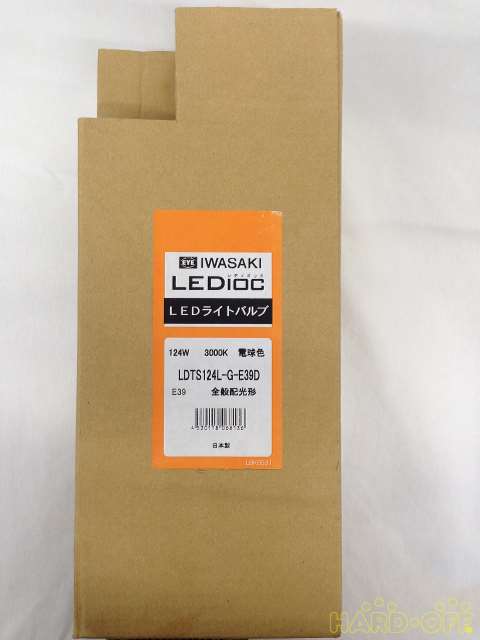 EYE IWASAKI
レディオック
LEDioc
LEDライトバルブ
124W 3000K 電球色
LDTS124L-G-E39D
E39 全般配光形
日本製
HARD-OFF